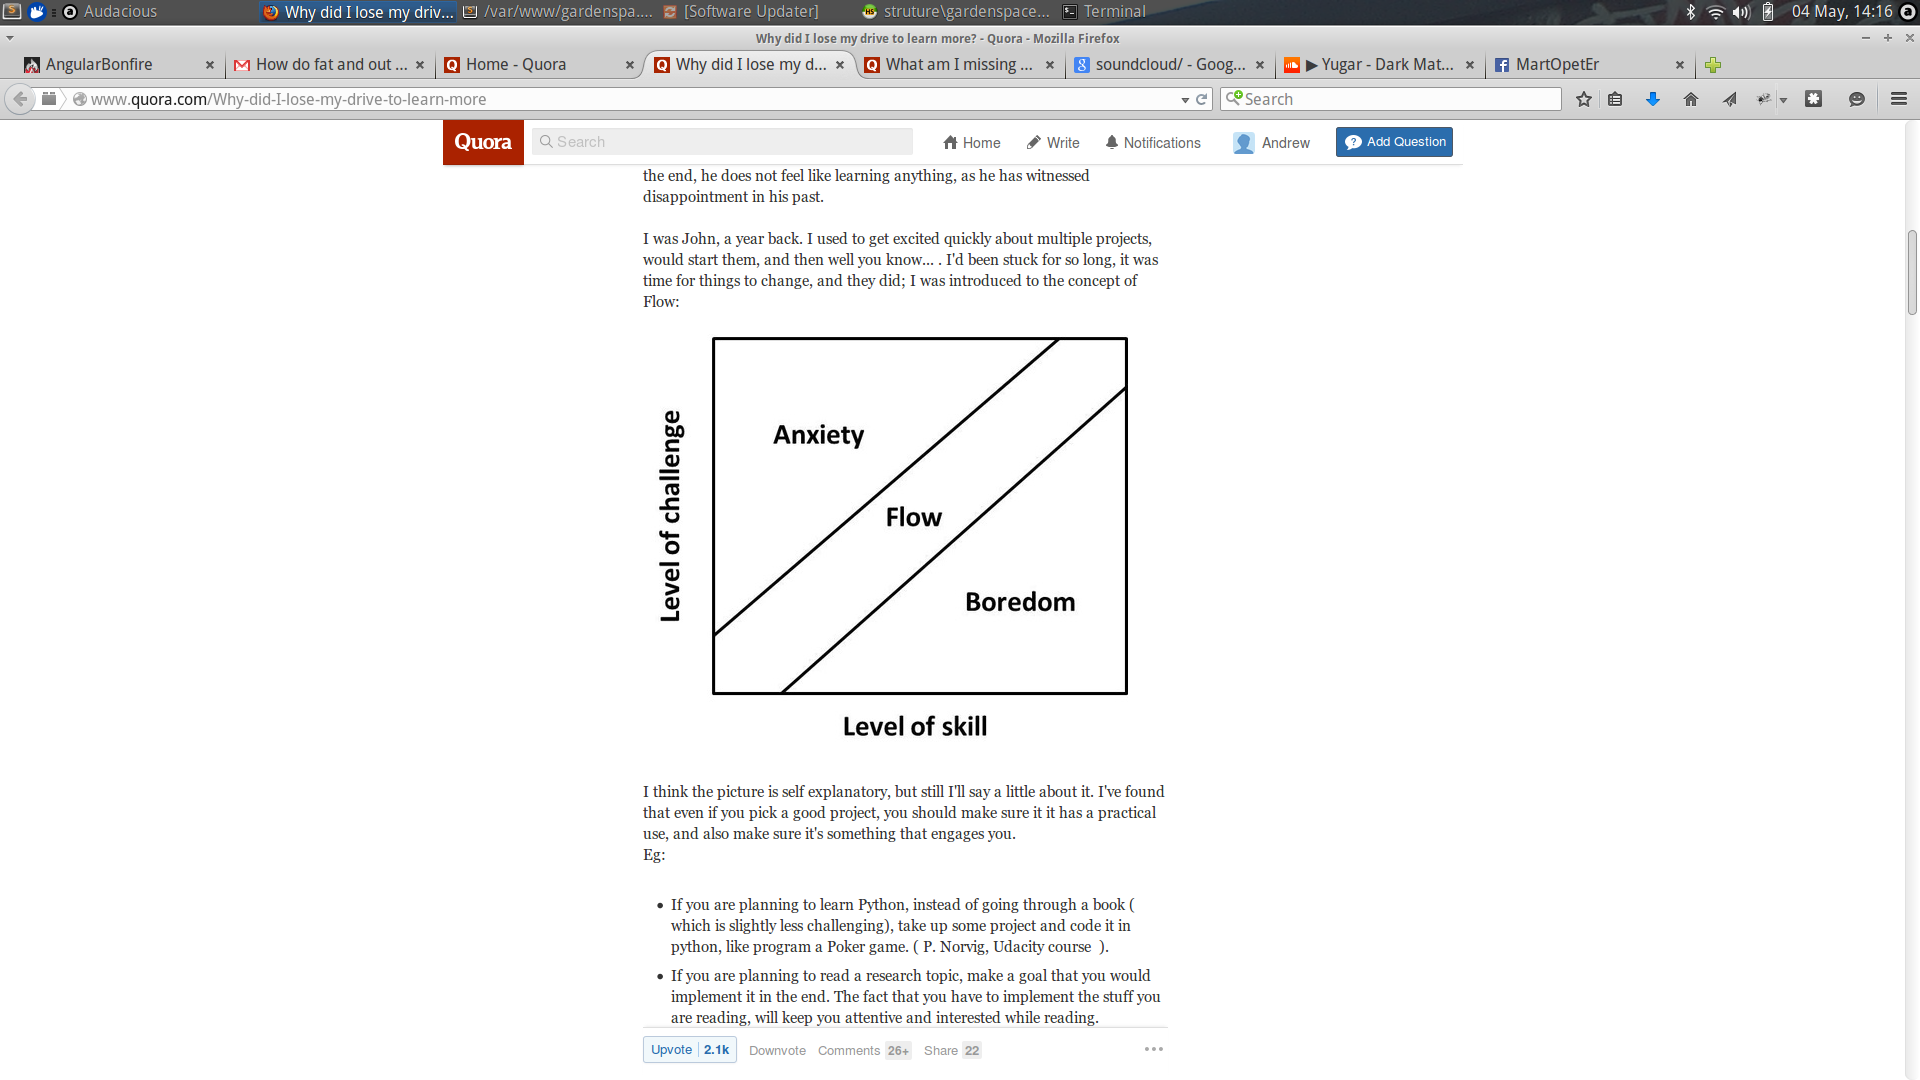 Audacious
Why did I lose my driv...
/var/www/gardenspa....
[Software Updater]
struture\gardenspace...
Terminal
04 May, 14:16
Why did I lose my drive to learn more? - Quora - Mozilla Firefox
AngularBonfire
How do fat and out ...
Home - Quora
Why did I lose my d...
What am I missing ...
soundcloud/ - Goog...
▶ Yugar - Dark Mat...
MartOpetEr
www.quora.com/Why-did-I-lose-my-drive-to-learn-more
Search
Quora
Search
Home
Write
Notifications
Andrew
Add Question
the end, he does not feel like learning anything, as he has witnessed
disappointment in his past.
I was John, a year back. I used to get excited quickly about multiple projects,
would start them, and then well you know... . I'd been stuck for so long, it was
time for things to change, and they did; I was introduced to the concept of
Flow:
Level of challenge
Anxiety
Flow
Boredom
Level of skill
I think the picture is self explanatory, but still I'll say a little about it. I've found
that even if you pick a good project, you should make sure it it has a practical
use, and also make sure it's something that engages you.
Eg:
• If you are planning to learn Python, instead of going through a book (
which is slightly less challenging), take up some project and code it in
python, like program a Poker game. ( P. Norvig, Udacity course  ).
• If you are planning to read a research topic, make a goal that you would
implement it in the end. The fact that you have to implement the stuff you
are reading, will keep you attentive and interested while reading.
Upvote 2.1k
Downvote
Comments 26+
Share 22